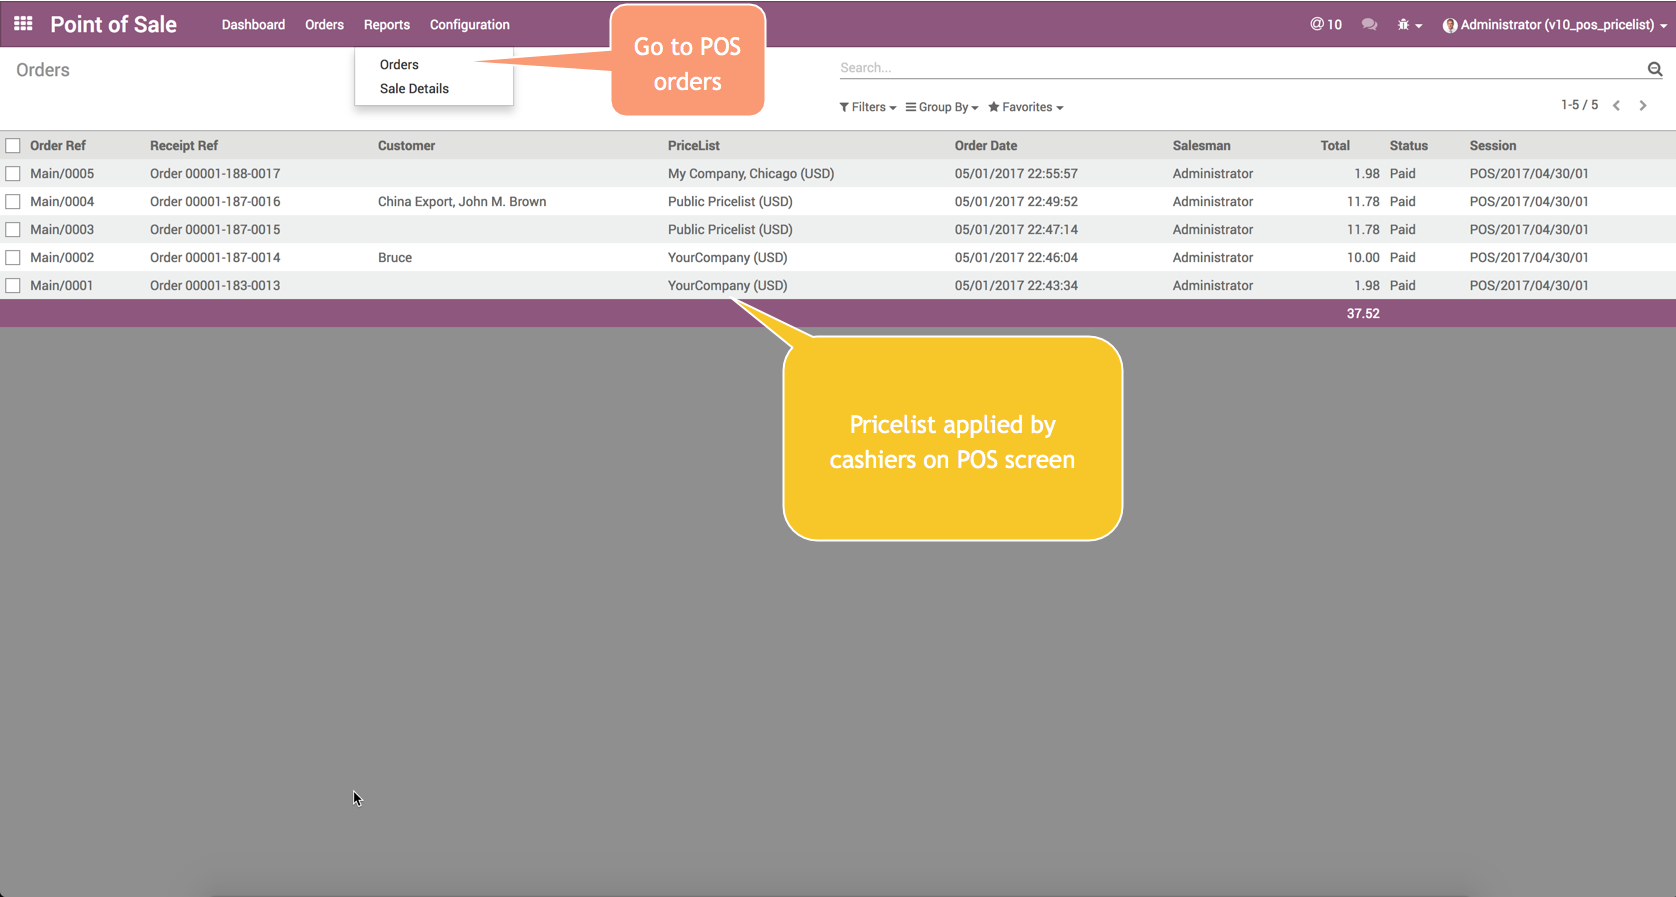 Point of Sale Dashboard Orders Reports Configuration @ 10 Administrator (v10_pos_pricelist)
Orders
Sale Details
Go to POS
orders
Orders
Search...
Filters Group By Favorites 1-5 / 5
Order Ref Receipt Ref Customer PriceList Order Date Salesman Total Status Session
Main/0005 Order 00001-188-0017 My Company, Chicago (USD) 05/01/2017 22:55:57 Administrator 1.98 Paid POS/2017/04/30/01
Main/0004 Order 00001-187-0016 China Export, John M. Brown Public Pricelist (USD) 05/01/2017 22:49:52 Administrator 11.78 Paid POS/2017/04/30/01
Main/0003 Order 00001-187-0015 Public Pricelist (USD) 05/01/2017 22:47:14 Administrator 11.78 Paid POS/2017/04/30/01
Main/0002 Order 00001-187-0014 Bruce YourCompany (USD) 05/01/2017 22:46:04 Administrator 10.00 Paid POS/2017/04/30/01
Main/0001 Order 00001-183-0013 YourCompany (USD) 05/01/2017 22:43:34 Administrator 1.98 Paid POS/2017/04/30/01
37.52
Pricelist applied by
cashiers on POS screen